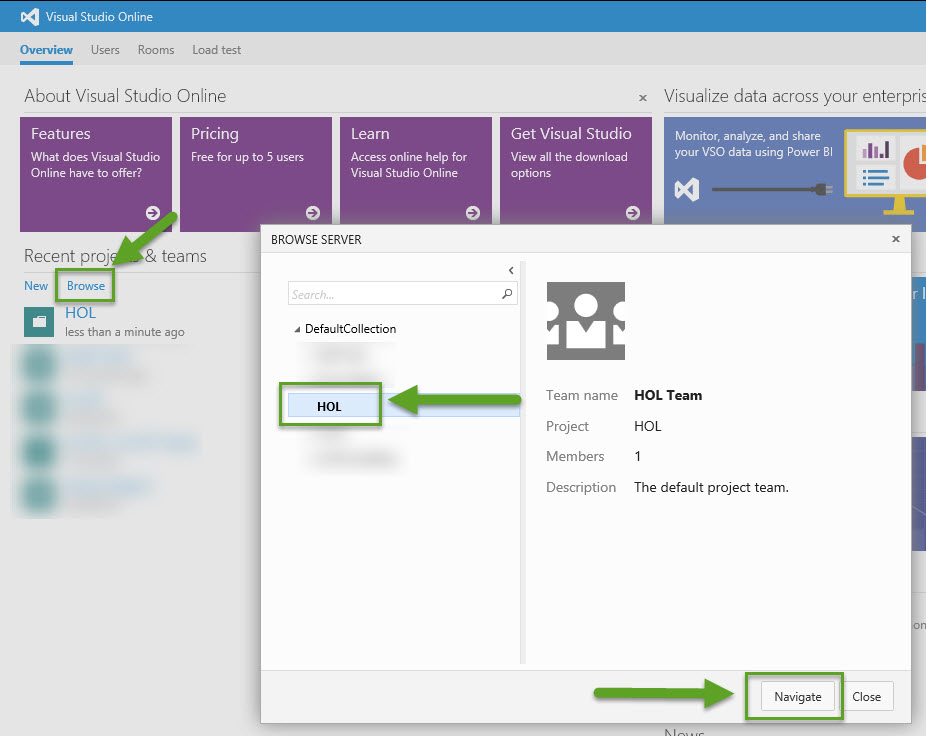 Visual Studio Online
Overview Users Rooms Load test
About Visual Studio Online
Visualize data across your enterpris
Features
What does Visual Studio
Online have to offer?
Pricing
Free for up to 5 users
Learn
Access online help for
Visual Studio Online
Get Visual Studio
View all the download
options
Monitor, analyze, and share
your VSO data using Power BI
Recent projects & teams
New Browse
HOL
less than a minute ago
BROWSE SERVER
Search...
DefaultCollection
HOL
Team name HOL Team
Project HOL
Members 1
Description The default project team.
Navigate Close
News